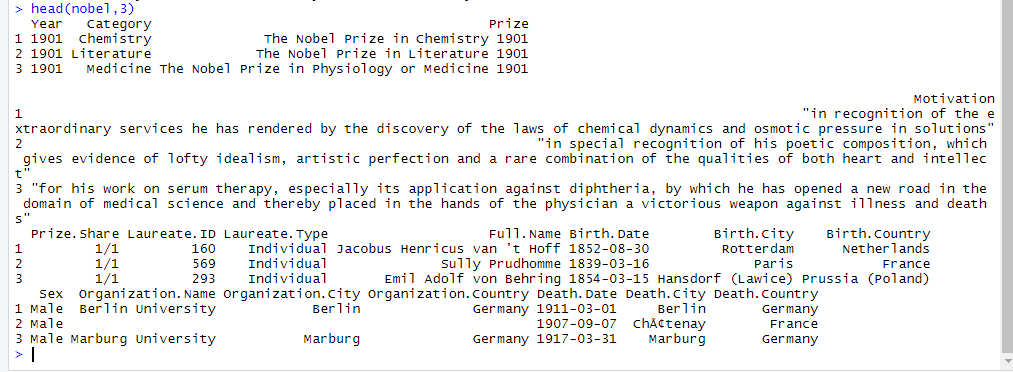 > head(nobel,3)
Year Category Prize
1 1901 Chemistry The Nobel Prize in Chemistry 1901
2 1901 Literature The Nobel Prize in Literature 1901
3 1901 Medicine The Nobel Prize in Physiology or Medicine 1901
Motivation
1 "in recognition of the e
xtraordinary services he has rendered by the discovery of the laws of chemical dynamics and osmotic pressure in solutions"
2 "in special recognition of his poetic composition, which
gives evidence of lofty idealism, artistic perfection and a rare combination of the qualities of both heart and intellec
t"
3 "for his work on serum therapy, especially its application against diphtheria, by which he has opened a new road in the
domain of medical science and thereby placed in the hands of the physician a victorious weapon against illness and death
s"
Prize.Share Laureate.ID Laureate.Type Full.Name Birth.Date Birth.City Birth.Country
1 1/1 160 Individual Jacobus Henricus van 't Hoff 1852-08-30 Rotterdam Netherlands
2 1/1 569 Individual Sully Prudhomme 1839-03-16 Paris France
3 1/1 293 Individual Emil Adolf von Behring 1854-03-15 Hansdorf (Lawice) Prussia (Poland)
Sex Organization.Name Organization.City Organization.Country Death.Date Death.City Death.Country
1 Male Berlin University Berlin Germany 1911-03-01 Berlin Germany
2 Male 1907-09-07 ChÃ¢tenay France
3 Male Marburg University Marburg Germany 1917-03-31 Marburg Germany
>